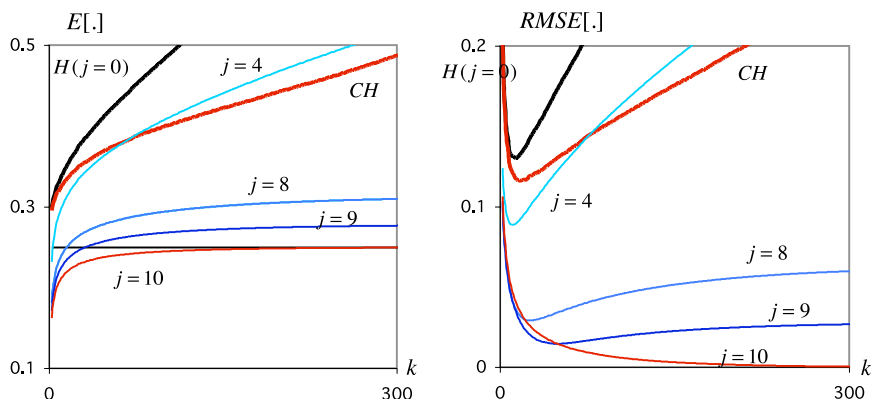 E[.]
0.5
H(j=0)
j=4
CH
0.3
j=8
j=9
j=10
0.1
k
0
300
RMSE[.]
0.2
H(j=0)
CH
0.1
j=4
j=8
j=9
j=10
0
k
0
300